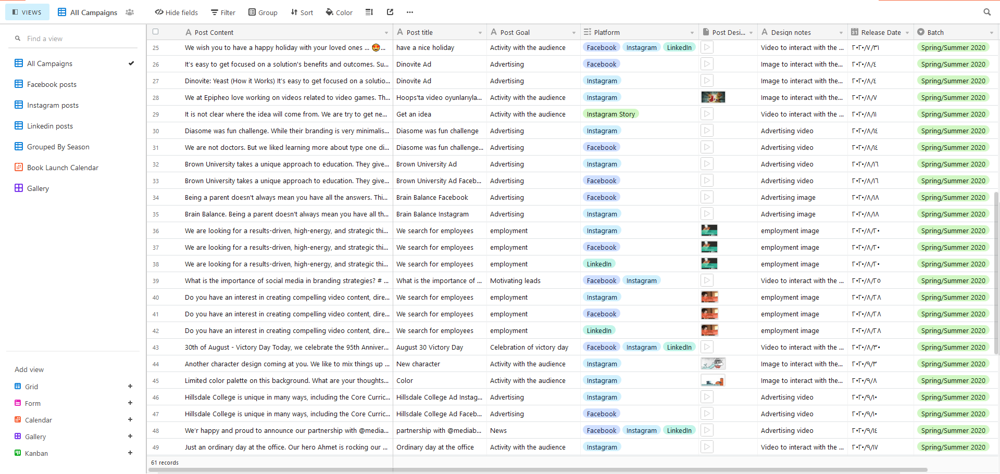 VIEWS All Campaigns Hide fields Filter Group Sort Color
Find a view
All Campaigns
Facebook posts
Instagram posts
Linkedin posts
Grouped By Season
Book Launch Calendar
Gallery
Add view
Grid +
Form +
Calendar +
Gallery +
Kanban +
Post Content Post title Post Goal Platform Post Desi... Design notes Release Date Batch
25 We wish you to have a happy holiday with your loved ones ... 😍... have a nice holiday Activity with the audience Facebook Instagram LinkedIn Video to interact with the ... ٢٠٢٠/٧/٣١ Spring/Summer 2020
26 It's easy to get focused on a solution's benefits and outcomes. Su... Dinovite Ad Advertising Facebook Image to interact with the... ٢٠٢٠/٨/٤ Spring/Summer 2020
27 Dinovite: Yeast (How it Works) It's easy to get focused on a solutio... Dinovite Ad Advertising Instagram Image to interact with the... ٢٠٢٠/٨/٤ Spring/Summer 2020
28 We at Epipheo love working on videos related to video games. Th... Hoops'ta video oyunlarıyla... Activity with the audience Instagram Image to interact with the... ٢٠٢٠/٨/٧ Spring/Summer 2020
29 It is not clear where the idea will come from. We are try to get ne... Get an idea Activity with the audience Instagram Story Video to interact with the ... ٢٠٢٠/٨/١١ Spring/Summer 2020
30 Diasome was fun challenge. While their branding is very minimalis... Diasome was fun challenge Advertising Instagram Advertising video ٢٠٢٠/٨/١٤ Spring/Summer 2020
31 We are not doctors. But we liked learning more about type one di... Diasome was fun challenge... Advertising Facebook Advertising video ٢٠٢٠/٨/١٤ Spring/Summer 2020
32 Brown University takes a unique approach to education. They give... Brown University Ad Advertising Instagram Advertising video ٢٠٢٠/٨/١٦ Spring/Summer 2020
33 Brown University takes a unique approach to education. They give... Brown University Ad Faceb... Advertising Facebook Advertising video ٢٠٢٠/٨/١٦ Spring/Summer 2020
34 Being a parent doesn't always mean you have all the answers. Thi... Brain Balance Facebook Advertising Facebook Advertising image ٢٠٢٠/٨/١٨ Spring/Summer 2020
35 Brain Balance. Being a parent doesn't always mean you have all th... Brain Balance Instagram Advertising Instagram Advertising image ٢٠٢٠/٨/١٨ Spring/Summer 2020
36 We are looking for a results-driven, high-energy, and strategic thi... We search for employees employment Instagram employment image ٢٠٢٠/٨/٢٠ Spring/Summer 2020
37 We are looking for a results-driven, high-energy, and strategic thi... We search for employees employment Facebook employment image ٢٠٢٠/٨/٢٠ Spring/Summer 2020
38 We are looking for a results-driven, high-energy, and strategic thi... We search for employees employment LinkedIn employment image ٢٠٢٠/٨/٢٠ Spring/Summer 2020
39 What is the importance of social media in branding strategies? # ... What is the importance of ... Motivating leads Facebook Instagram Video to interact with the ... ٢٠٢٠/٨/٢٥ Spring/Summer 2020
40 Do you have an interest in creating compelling video content, dire... We search for employees employment Instagram employment image ٢٠٢٠/٨/٢٨ Spring/Summer 2020
41 Do you have an interest in creating compelling video content, dire... We search for employees employment Facebook employment image ٢٠٢٠/٨/٢٨ Spring/Summer 2020
42 Do you have an interest in creating compelling video content, dire... We search for employees employment LinkedIn employment image ٢٠٢٠/٨/٢٨ Spring/Summer 2020
43 30th of August - Victory Day Today, we celebrate the 95th Anniver... August 30 Victory Day Celebration of victory day Facebook Instagram LinkedIn Video to interact with the ... ٢٠٢٠/٨/٣٠ Spring/Summer 2020
44 Another character design coming at you. We like to mix things up ... New character Activity with the audience Instagram Image to interact with the... ٢٠٢٠/٩/٣ Spring/Summer 2020
45 Limited color palette on this background. What are your thoughts... Color Activity with the audience Instagram Image to interact with the... ٢٠٢٠/٩/٨ Spring/Summer 2020
46 Hillsdale College is unique in many ways, including the Core Curric... Hillsdale College Ad Instag... Advertising Instagram Advertising video ٢٠٢٠/٩/١٠ Spring/Summer 2020
47 Hillsdale College is unique in many ways, including the Core Curric... Hillsdale College Ad Faceb... Advertising Facebook Advertising video ٢٠٢٠/٩/١٠ Spring/Summer 2020
48 We'r happy and proud to announce our partnership with @media... partnership with @mediab... News Facebook Instagram LinkedIn Advertising video ٢٠٢٠/٩/١٤ Spring/Summer 2020
49 Just an ordinary day at the office. Our hero Ahmet is rocking our ... Ordinary day at the office Activity with the audience Instagram Video to interact with the ... ٢٠٢٠/٩/١٧ Spring/Summer 2020
61 records